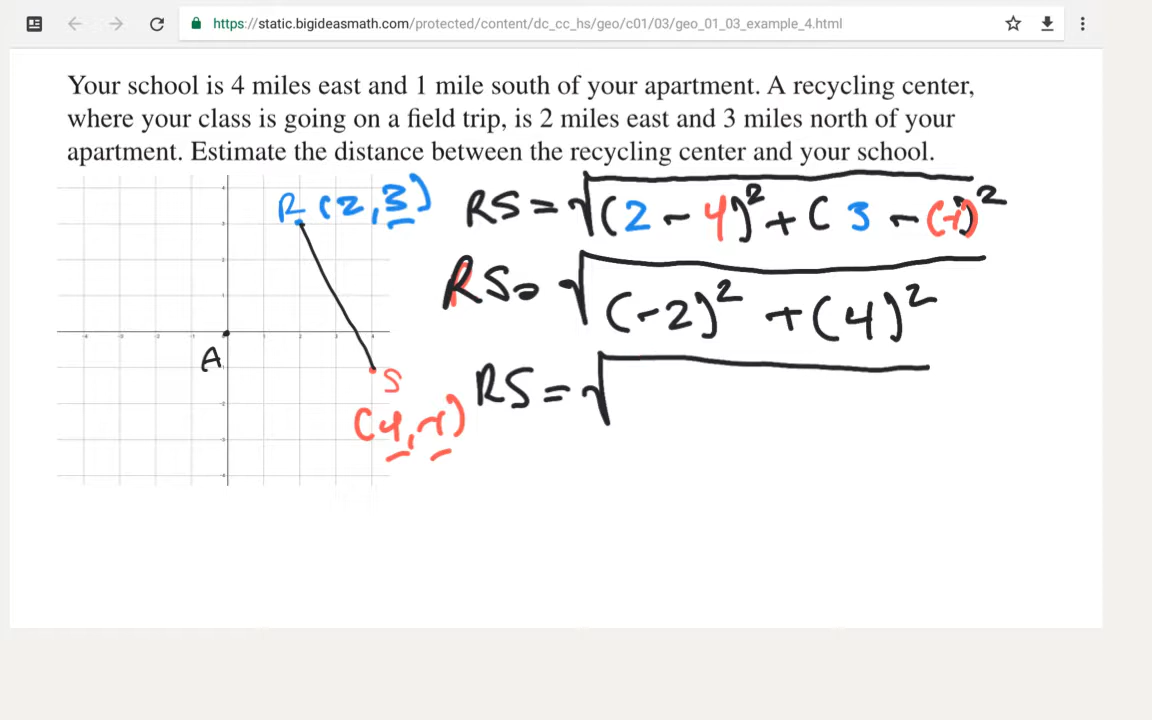 https://static.bigideasmath.com/protected/content/dc_cc_hs/geo/c01/03/geo_01_03_example_4.html
Your school is 4 miles east and 1 mile south of your apartment. A recycling center,
where your class is going on a field trip, is 2 miles east and 3 miles north of your
apartment. Estimate the distance between the recycling center and your school.
R (2,3)
A
S
(4,-1)
RS=√(2-4)²+(3-(-1)²
RS=√(-2)²+(4)²
RS=√